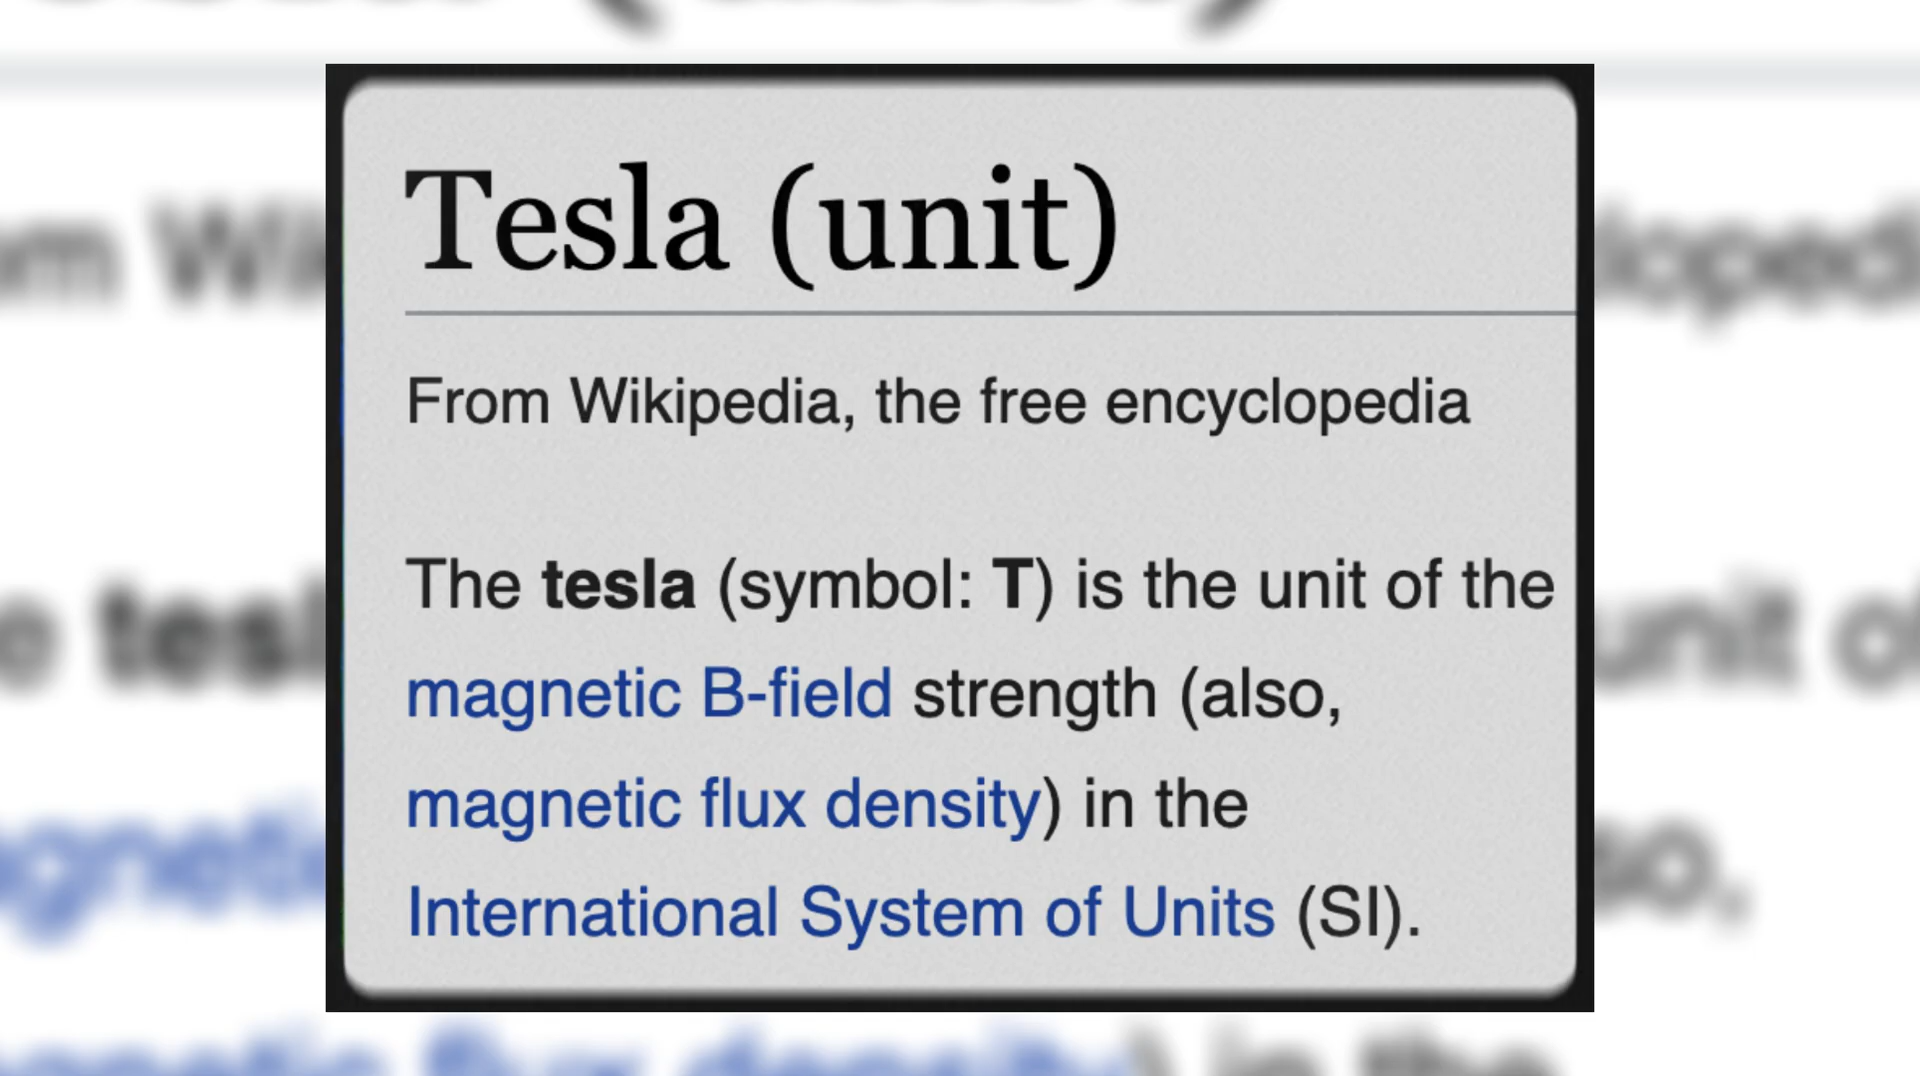 Tesla (unit)
From Wikipedia, the free encyclopedia
The tesla (symbol: T) is the unit of the
magnetic B-field strength (also,
magnetic flux density) in the
International System of Units (SI).